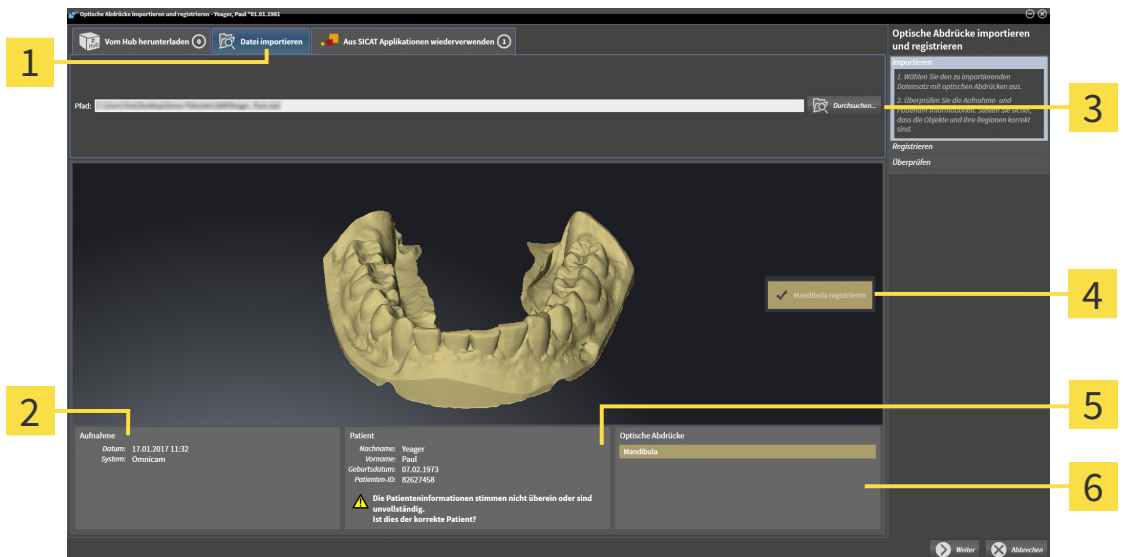 Optische Abdrücke importieren und registrieren - Yeager, Paul *01.01.1981
1
Vom Hub herunterladen 0
Datei importieren
Aus SICAT Applikationen wiederverwenden 1
Optische Abdrücke importieren
und registrieren
Importieren
1. Wählen Sie den zu importierenden
Datensatz mit optischen Abdrücken aus.
2. Überprüfen Sie die Aufnahme- und
Patienten-Informationen. Stellen Sie sicher,
dass die Objekte und ihre Regionen korrekt
sind.
Registrieren
Überprüfen
Pfad:
Durchsuchen...
3
Mandibula registrieren
4
2
Aufnahme
Datum: 17.01.2017 11:32
System: Omnicam
Patient
Nachname: Yeager
Vorname: Paul
Geburtsdatum: 07.02.1973
Patienten-ID: 82627458
Die Patienteninformationen stimmen nicht überein oder sind
unvollständig.
Ist dies der korrekte Patient?
5
Optische Abdrücke
Mandibula
6
Weiter
Abbrechen